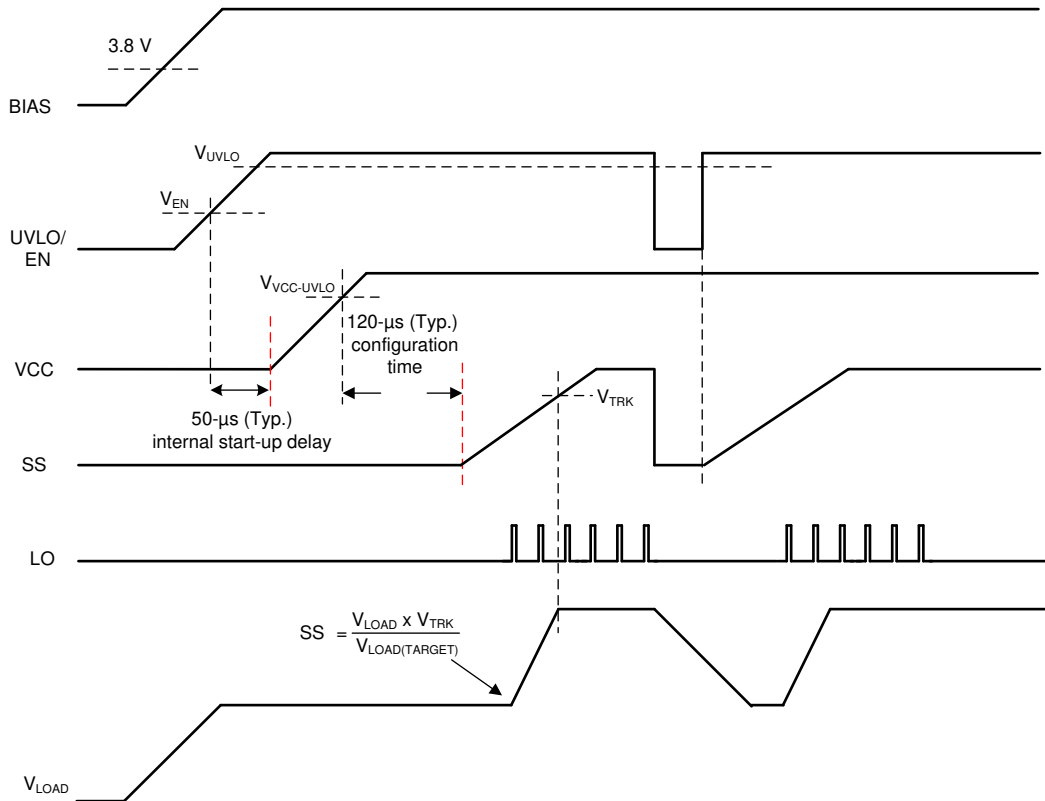 3.8 V
BIAS
VUVLO
VEN
UVLO/
EN
VVCC-UVLO
120-µs (Typ.)
configuration
time
VCC
VTRK
50-µs (Typ.)
internal start-up delay
SS
LO
SS = VLOAD x VTRK
VLOAD(TARGET)
VLOAD